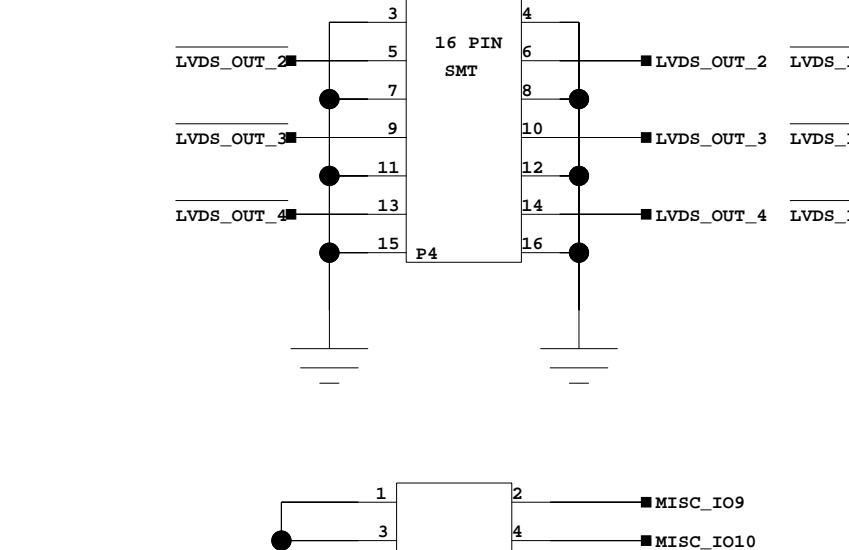 3 4
16 PIN
5 6
LVDS_OUT_2 LVDS_OUT_2
SMT
7 8
9 10
LVDS_OUT_3 LVDS_OUT_3
11 12
13 14
LVDS_OUT_4 LVDS_OUT_4
15 16
P4
1 2
MISC_IO9
3 4
MISC_IO10